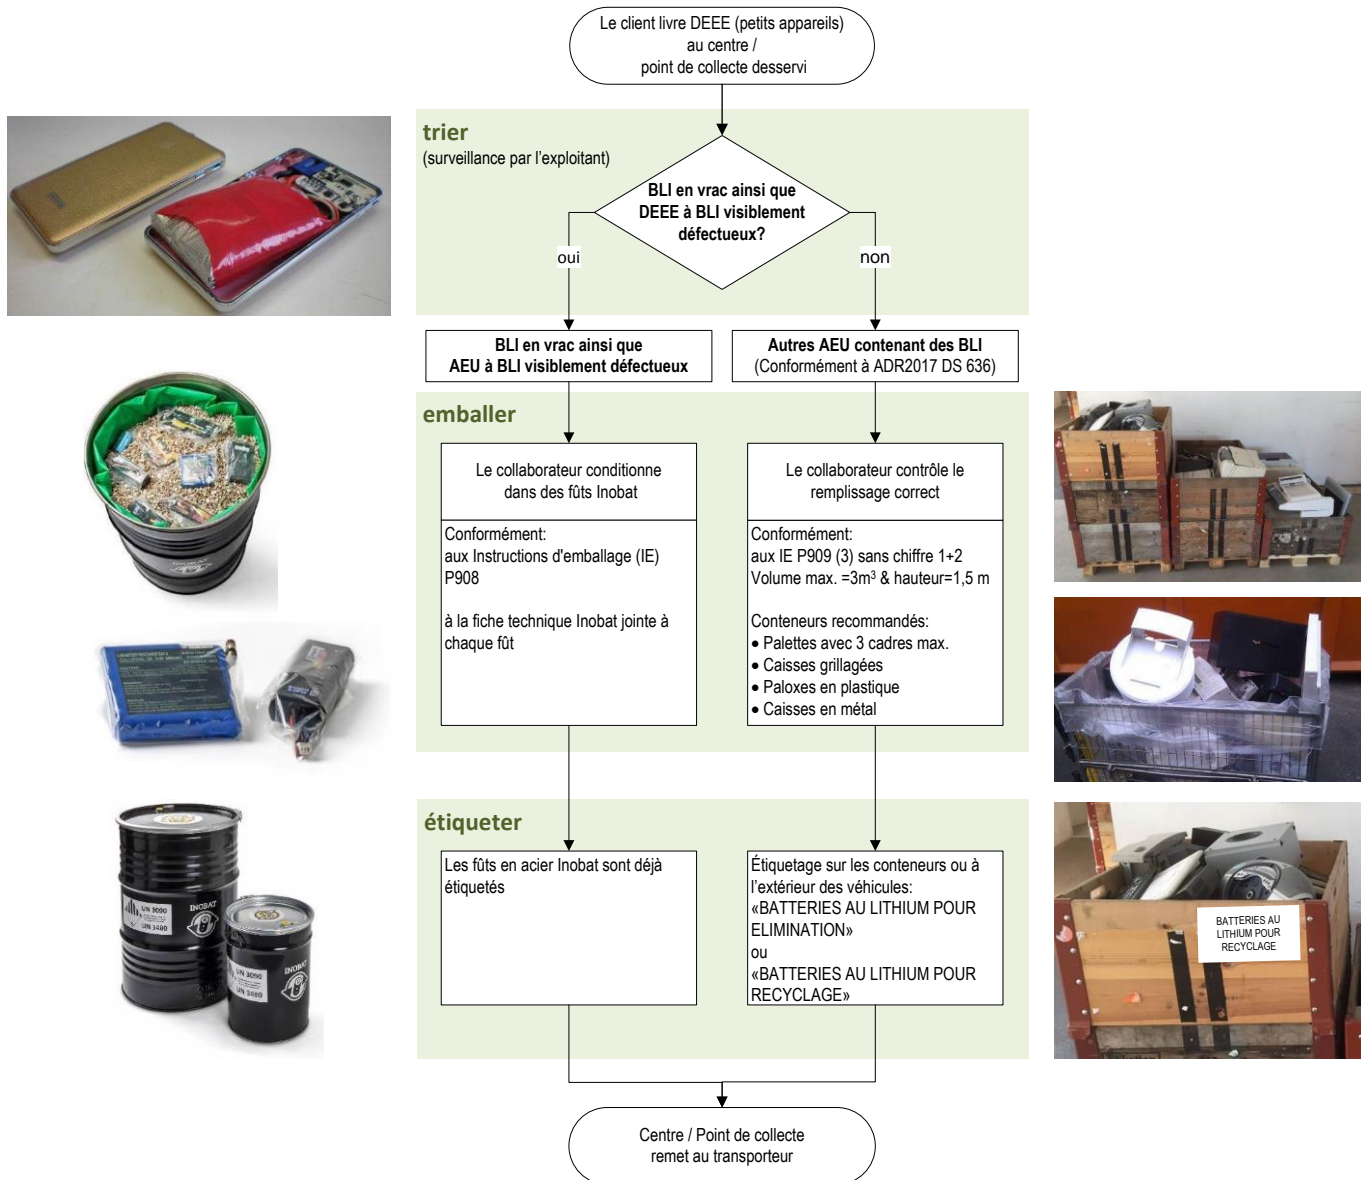 Le client livre DEEE (petits appareils)
au centre /
point de collecte desservi
trier
(surveillance par l'exploitant)
BLI en vrac ainsi que
DEEE à BLI visiblement
défectueux?
oui
non
BLI en vrac ainsi que
AEU à BLI visiblement défectueux
Autres AEU contenant des BLI
(Conformément à ADR2017 DS 636)
emballer
Le collaborateur conditionne
dans des fûts Inobat
Conformément:
aux Instructions d'emballage (IE)
P908
à la fiche technique Inobat jointe à
chaque fût
Le collaborateur contrôle le
remplissage correct
Conformément:
aux IE P909 (3) sans chiffre 1+2
Volume max. =3m³ & hauteur=1,5 m
Conteneurs recommandés:
• Palettes avec 3 cadres max.
• Caisses grillagées
• Paloxes en plastique
• Caisses en métal
étiqueter
Les fûts en acier Inobat sont déjà
étiquetés
Étiquetage sur les conteneurs ou à
l'extérieur des véhicules:
«BATTERIES AU LITHIUM POUR
ELIMINATION»
ou
«BATTERIES AU LITHIUM POUR
RECYCLAGE»
INOBAT
UN 3090
UN 3480
INOBAT
UN 3090
UN 3480
BATTERIES AU
LITHIUM POUR
RECYCLAGE
Centre / Point de collecte
remet au transporteur